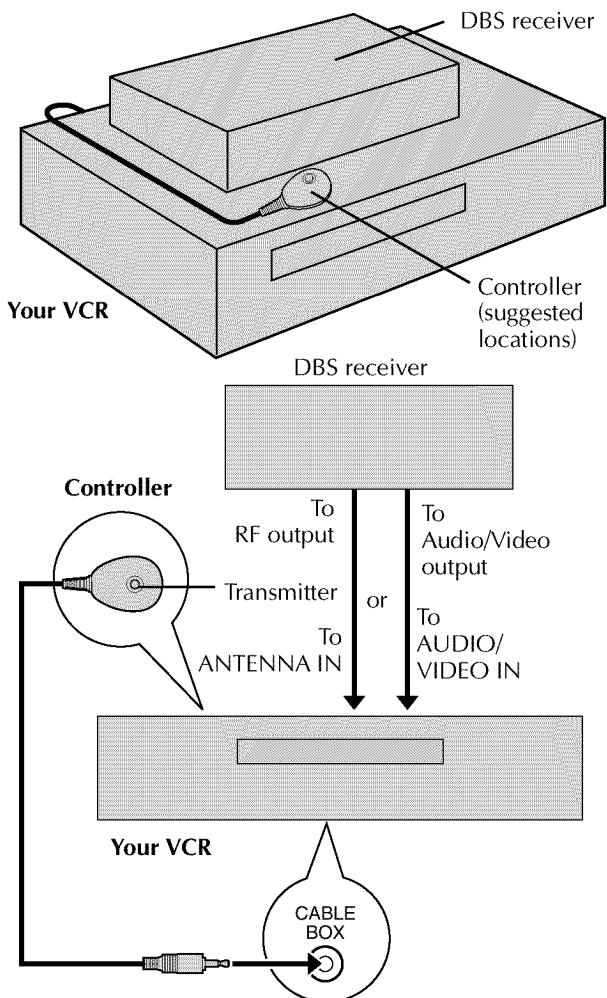 DBS receiver
Controller
(suggested
locations)
Your VCR
DBS receiver
Controller
To
RF output
To
Audio/Video
output
Transmitter
or
To
ANTENNA IN
To
AUDIO/
VIDEO IN
Your VCR
CABLE
BOX